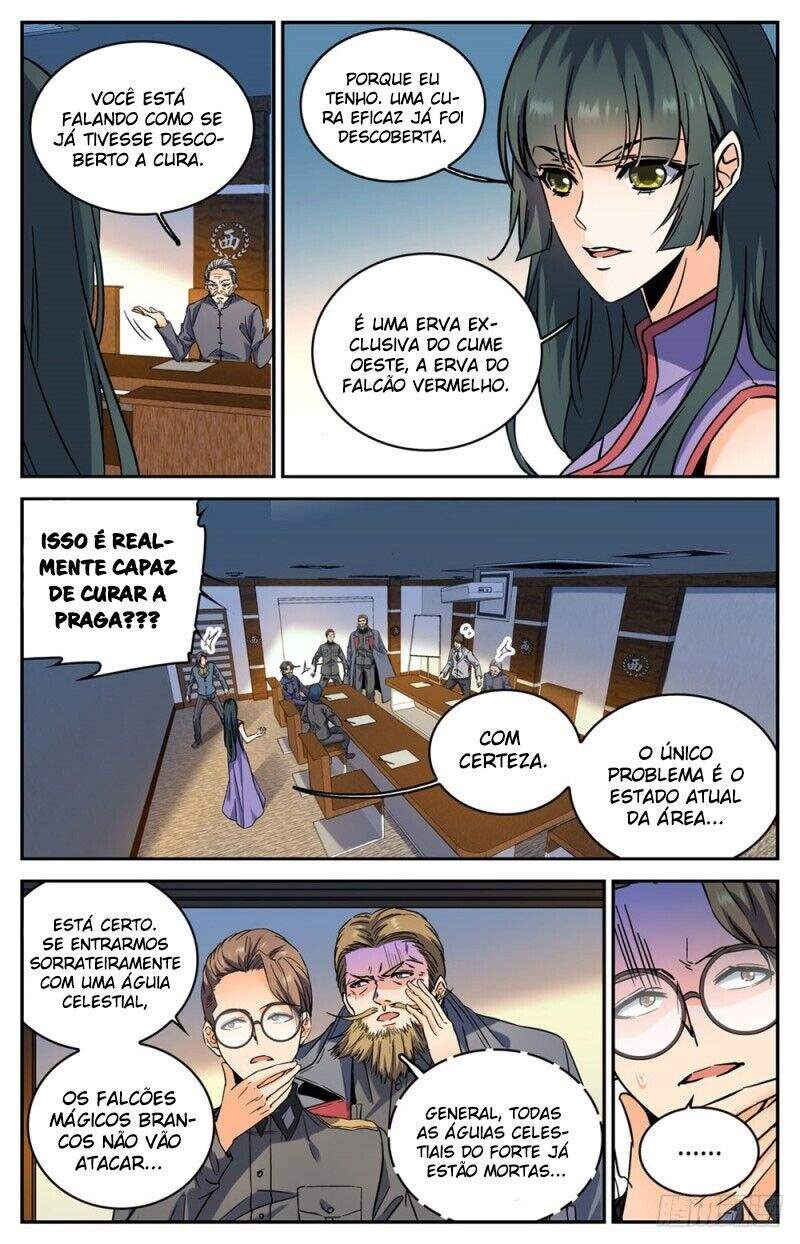 VOCÊ ESTÁ
FALANDO COMO SE
JÁ TIVESSE DESCO-
BERTO A CURA.
西
PORQUE EU
TENHO. UMA CU-
RA EFICAZ JÁ FOI
DESCOBERTA.
É UMA ERVA EX-
CLUSIVA DO CUME
OESTE, A ERVA DO
FALCÃO VERMELHO.
ISSO É REAL-
MENTE CAPAZ
DE CURAR A
PRAGA???
西
COM
CERTEZA.
O ÚNICO
PROBLEMA É O
ESTADO ATUAL
DA ÁREA...
ESTÁ CERTO.
SE ENTRARMOS
SORRATEIRAMENTE
COM UMA ÁGUIA
CELESTIAL,
OS FALCÕES
MÁGICOS BRAN-
COS NÃO VÃO
ATACAR...
GENERAL, TODAS
AS ÁGUIAS CELES-
TIAIS DO FORTE JÁ
ESTÃO MORTAS...
......